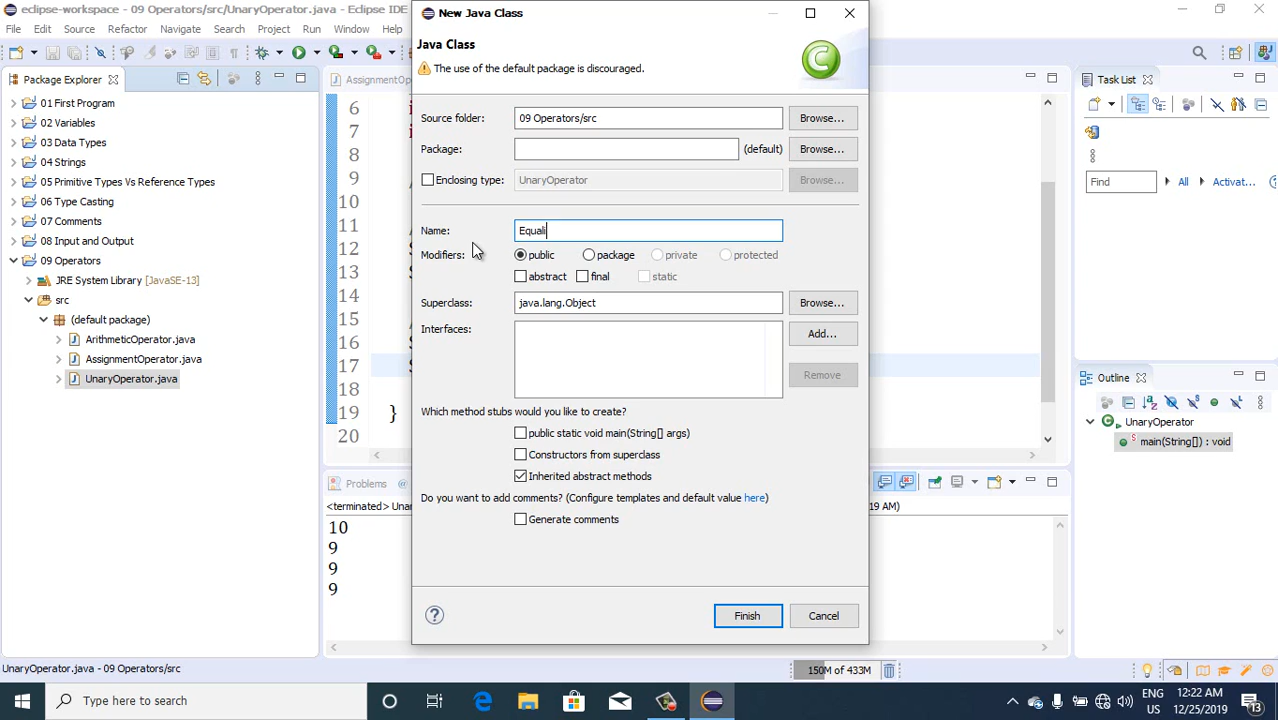 eclipse-workspace - 09 Operators/src/UnaryOperator.java - Eclipse IDE
New Java Class
File Edit Source Refactor Navigate Search Project Run Window Help
Java Class
The use of the default package is discouraged.
Package Explorer
01 First Program
02 Variables
03 Data Types
04 Strings
05 Primitive Types Vs Reference Types
06 Type Casting
07 Comments
08 Input and Output
09 Operators
JRE System Library [JavaSE-13]
src
(default package)
ArithmeticOperator.java
AssignmentOperator.java
UnaryOperator.java
AssignmentOp
6
7
8
9
10
11
12
13
14
15
16
17
18
19 }
20
Source folder: 09 Operators/src Browse...
Package: (default) Browse...
Enclosing type: UnaryOperator Browse...
Name: Equali
Modifiers: public package private protected
abstract final static
Superclass: java.lang.Object Browse...
Interfaces: Add...
Remove
Which method stubs would you like to create?
public static void main(String[] args)
Constructors from superclass
Inherited abstract methods
Do you want to add comments? (Configure templates and default value here)
Generate comments
? Finish Cancel
Task List
Find All Activat...
Outline
UnaryOperator
main(String[]) : void
Problems @
<terminated> Una
19 AM)
10
9
9
9
UnaryOperator.java - 09 Operators/src
150M of 433M
Type here to search
ENG
US
12:22 AM
12/25/2019
13